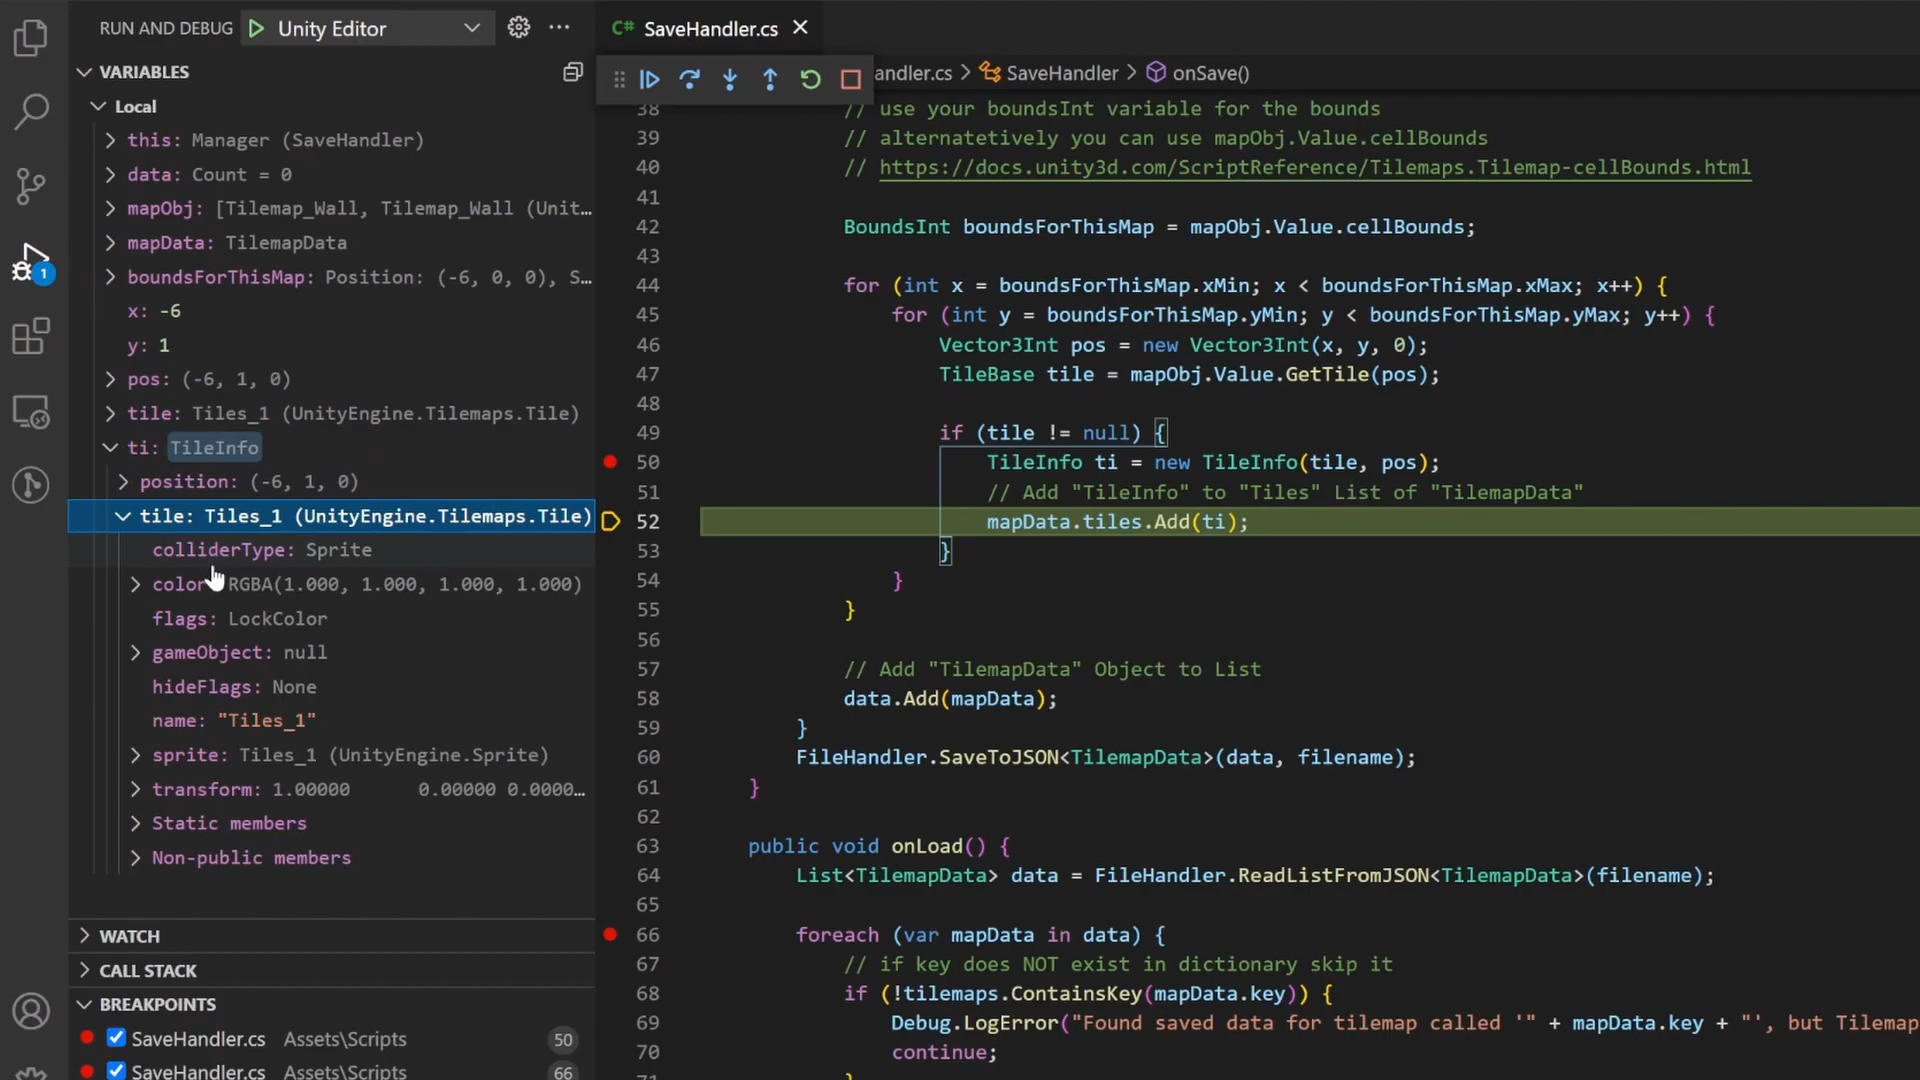 RUN AND DEBUG
Unity Editor
VARIABLES
Local
this: Manager (SaveHandler)
data: Count = 0
mapObj: [Tilemap_Wall, Tilemap_Wall (Unit…
mapData: TilemapData
boundsForThisMap: Position: (-6, 0, 0), S…
x: -6
y: 1
pos: (-6, 1, 0)
tile: Tiles_1 (UnityEngine.Tilemaps.Tile)
ti: TileInfo
position: (-6, 1, 0)
tile: Tiles_1 (UnityEngine.Tilemaps.Tile)
colliderType: Sprite
color RGBA(1.000, 1.000, 1.000, 1.000)
flags: LockColor
gameObject: null
hideFlags: None
name: "Tiles_1"
sprite: Tiles_1 (UnityEngine.Sprite)
transform: 1.00000 0.00000 0.0000…
Static members
Non-public members
WATCH
CALL STACK
BREAKPOINTS
SaveHandler.cs Assets\Scripts 50
SaveHandler.cs Assets\Scripts 66
1
C# SaveHandler.cs
andler.cs > SaveHandler > onSave()
38 // use your boundsInt variable for the bounds
39 // alternatetively you can use mapObj.Value.cellBounds
40 // https://docs.unity3d.com/ScriptReference/Tilemaps.Tilemap-cellBounds.html
41
42 BoundsInt boundsForThisMap = mapObj.Value.cellBounds;
43
44 for (int x = boundsForThisMap.xMin; x < boundsForThisMap.xMax; x++) {
45 for (int y = boundsForThisMap.yMin; y < boundsForThisMap.yMax; y++) {
46 Vector3Int pos = new Vector3Int(x, y, 0);
47 TileBase tile = mapObj.Value.GetTile(pos);
48
49 if (tile != null) {
50 TileInfo ti = new TileInfo(tile, pos);
51 // Add "TileInfo" to "Tiles" List of "TilemapData"
52 mapData.tiles.Add(ti);
53 }
54 }
55 }
56
57 // Add "TilemapData" Object to List
58 data.Add(mapData);
59 }
60 FileHandler.SaveToJSON<TilemapData>(data, filename);
61 }
62
63 public void onLoad() {
64 List<TilemapData> data = FileHandler.ReadListFromJSON<TilemapData>(filename);
65
66 foreach (var mapData in data) {
67 // if key does NOT exist in dictionary skip it
68 if (!tilemaps.ContainsKey(mapData.key)) {
69 Debug.LogError("Found saved data for tilemap called '" + mapData.key + "', but Tilemap
70 continue;